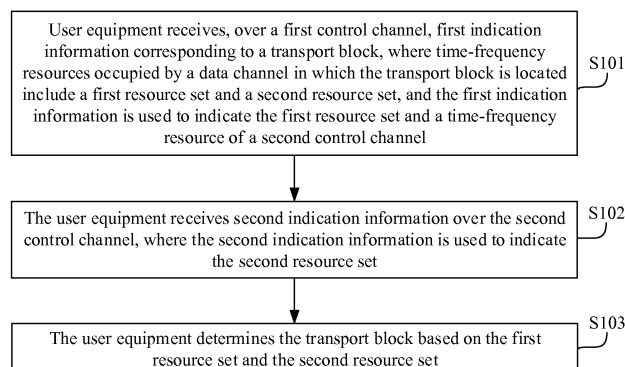 User equipment receives, over a first control channel, first indication
information corresponding to a transport block, where time-frequency
resources occupied by a data channel in which the transport block is located
include a first resource set and a second resource set, and the first indication
information is used to indicate the first resource set and a time-frequency
resource of a second control channel
S101
The user equipment receives second indication information over the second
control channel, where the second indication information is used to indicate
the second resource set
S102
The user equipment determines the transport block based on the first
resource set and the second resource set
S103